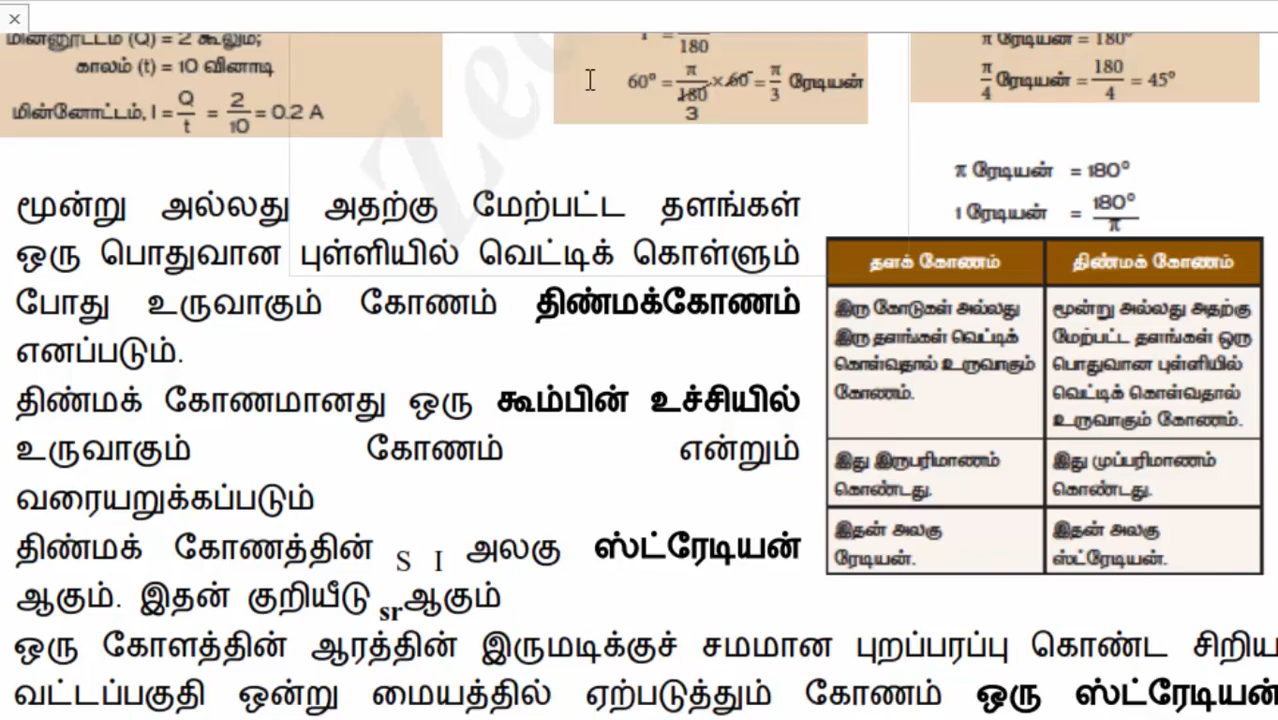 ×
மின்னூட்டம் (Q) = 2 கூலும்;
காலம் (t) = 10 வினாடி
மின்னோட்டம், I = Q/t = 2/10 = 0.2 A
180
60° = π/180 × 60 = π/3 ரேடியன்
3
π ரேடியன் = 180°
π/4 ரேடியன் = 180/4 = 45°
π ரேடியன் = 180°
1 ரேடியன் = 180°/π
மூன்று அல்லது அதற்கு மேற்பட்ட தளங்கள்
ஒரு பொதுவான புள்ளியில் வெட்டிக் கொள்ளும்
போது உருவாகும் கோணம் திண்மக்கோணம்
எனப்படும்.
திண்மக் கோணமானது ஒரு கூம்பின் உச்சியில்
உருவாகும் கோணம் என்றும்
வரையறுக்கப்படும்
திண்மக் கோணத்தின் S I அலகு ஸ்ட்ரேடியன்
ஆகும். இதன் குறியீடு sr ஆகும்
தளக் கோணம்
திண்மக் கோணம்
இரு கோடுகள் அல்லது
இரு தளங்கள் வெட்டிக்
கொள்வதால் உருவாகும்
கோணம்.
மூன்று அல்லது அதற்கு
மேற்பட்ட தளங்கள் ஒரு
பொதுவான புள்ளியில்
வெட்டிக் கொள்வதால்
உருவாகும் கோணம்.
இது இருபரிமாணம்
கொண்டது.
இது முப்பரிமாணம்
கொண்டது.
இதன் அலகு
ரேடியன்.
இதன் அலகு
ஸ்ட்ரேடியன்.
ஒரு கோளத்தின் ஆரத்தின் இருமடிக்குச் சமமான புறப்பரப்பு கொண்ட சிறிய
வட்டப்பகுதி ஒன்று மையத்தில் ஏற்படுத்தும் கோணம் ஒரு ஸ்ட்ரேடியன்